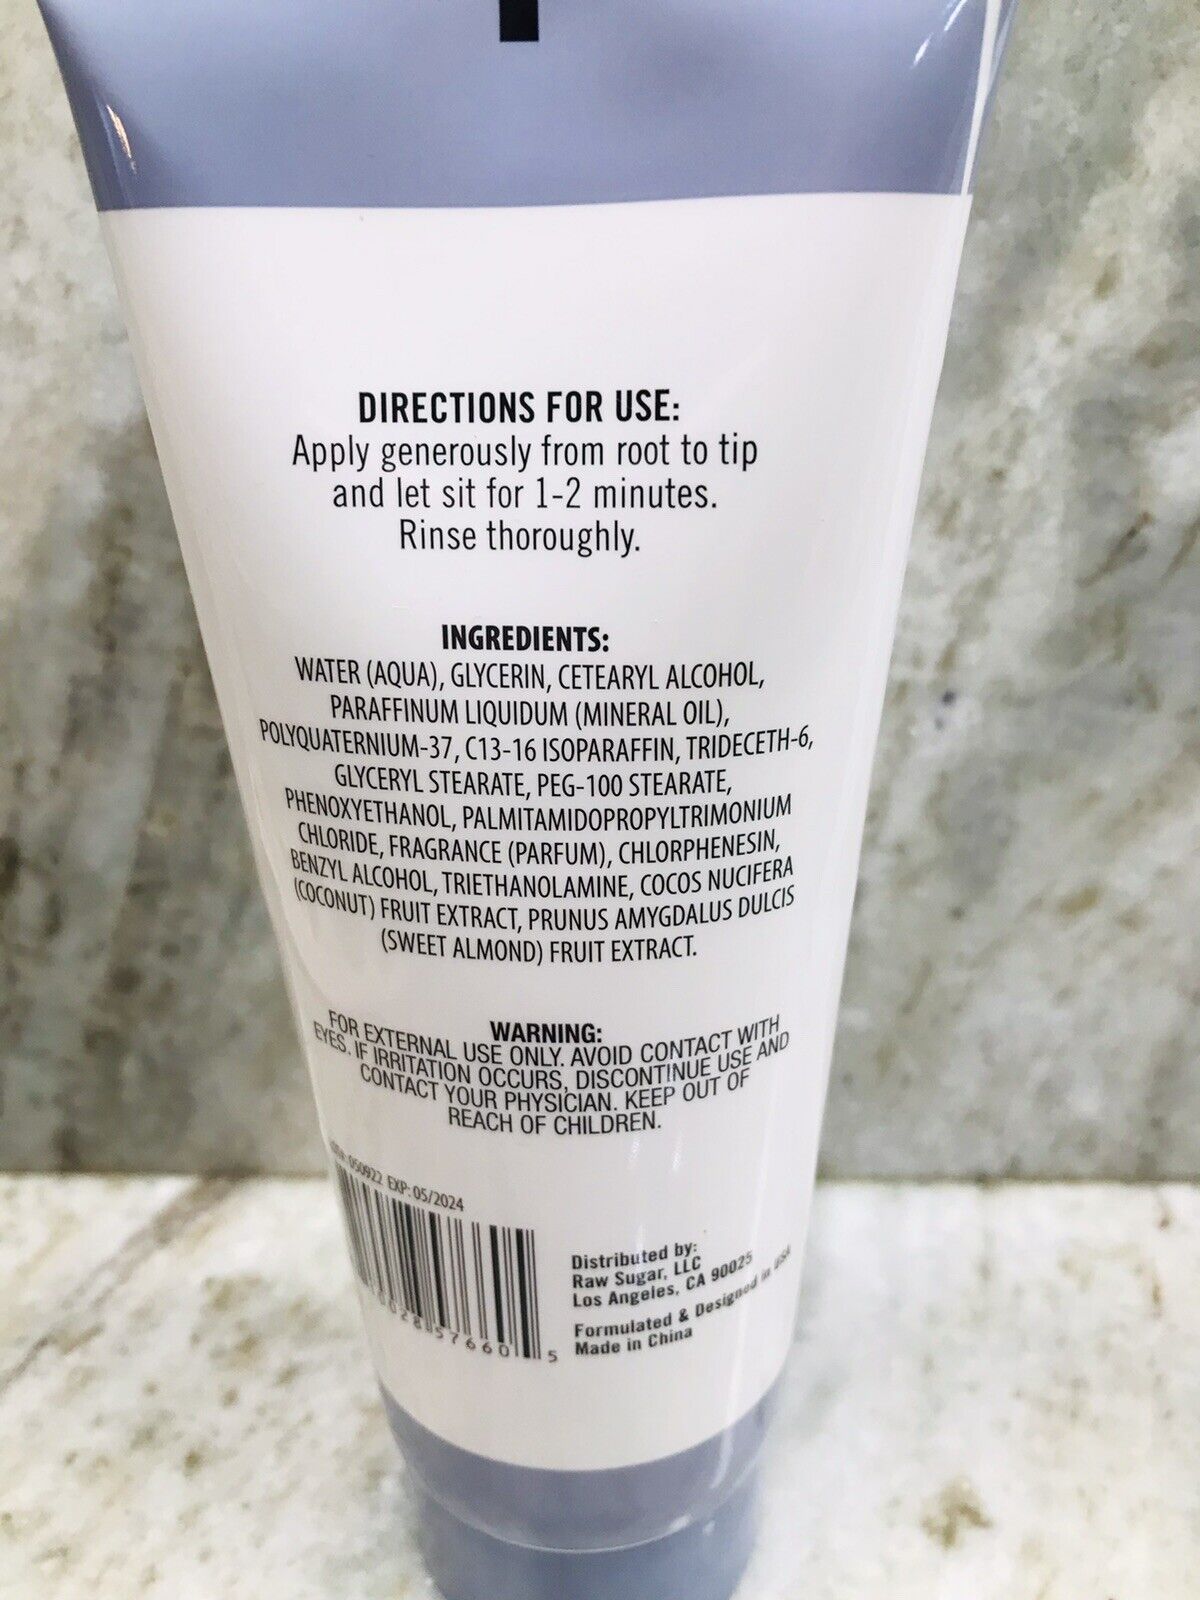 DIRECTIONS FOR USE:
Apply generously from root to tip
and let sit for 1-2 minutes.
Rinse thoroughly.
INGREDIENTS:
WATER (AQUA), GLYCERIN, CETEARYL ALCOHOL,
PARAFFINUM LIQUIDUM (MINERAL OIL),
POLYQUATERNIUM-37, C13-16 ISOPARAFFIN, TRIDECETH-6,
GLYCERYL STEARATE, PEG-100 STEARATE,
PHENOXYETHANOL, PALMITAMIDOPROPYLTRIMONIUM
CHLORIDE, FRAGRANCE (PARFUM), CHLORPHENESIN,
BENZYL ALCOHOL, TRIETHANOLAMINE, COCOS NUCIFERA
(COCONUT) FRUIT EXTRACT, PRUNUS AMYGDALUS DULCIS
(SWEET ALMOND) FRUIT EXTRACT.
WARNING:
FOR EXTERNAL USE ONLY. AVOID CONTACT WITH
EYES. IF IRRITATION OCCURS, DISCONTINUE USE AND
CONTACT YOUR PHYSICIAN. KEEP OUT OF
REACH OF CHILDREN.
050922 EXP: 05/2024
57660 5
Distributed by:
Raw Sugar, LLC
Los Angeles, CA 90025
Formulated & Designed in USA
Made in China